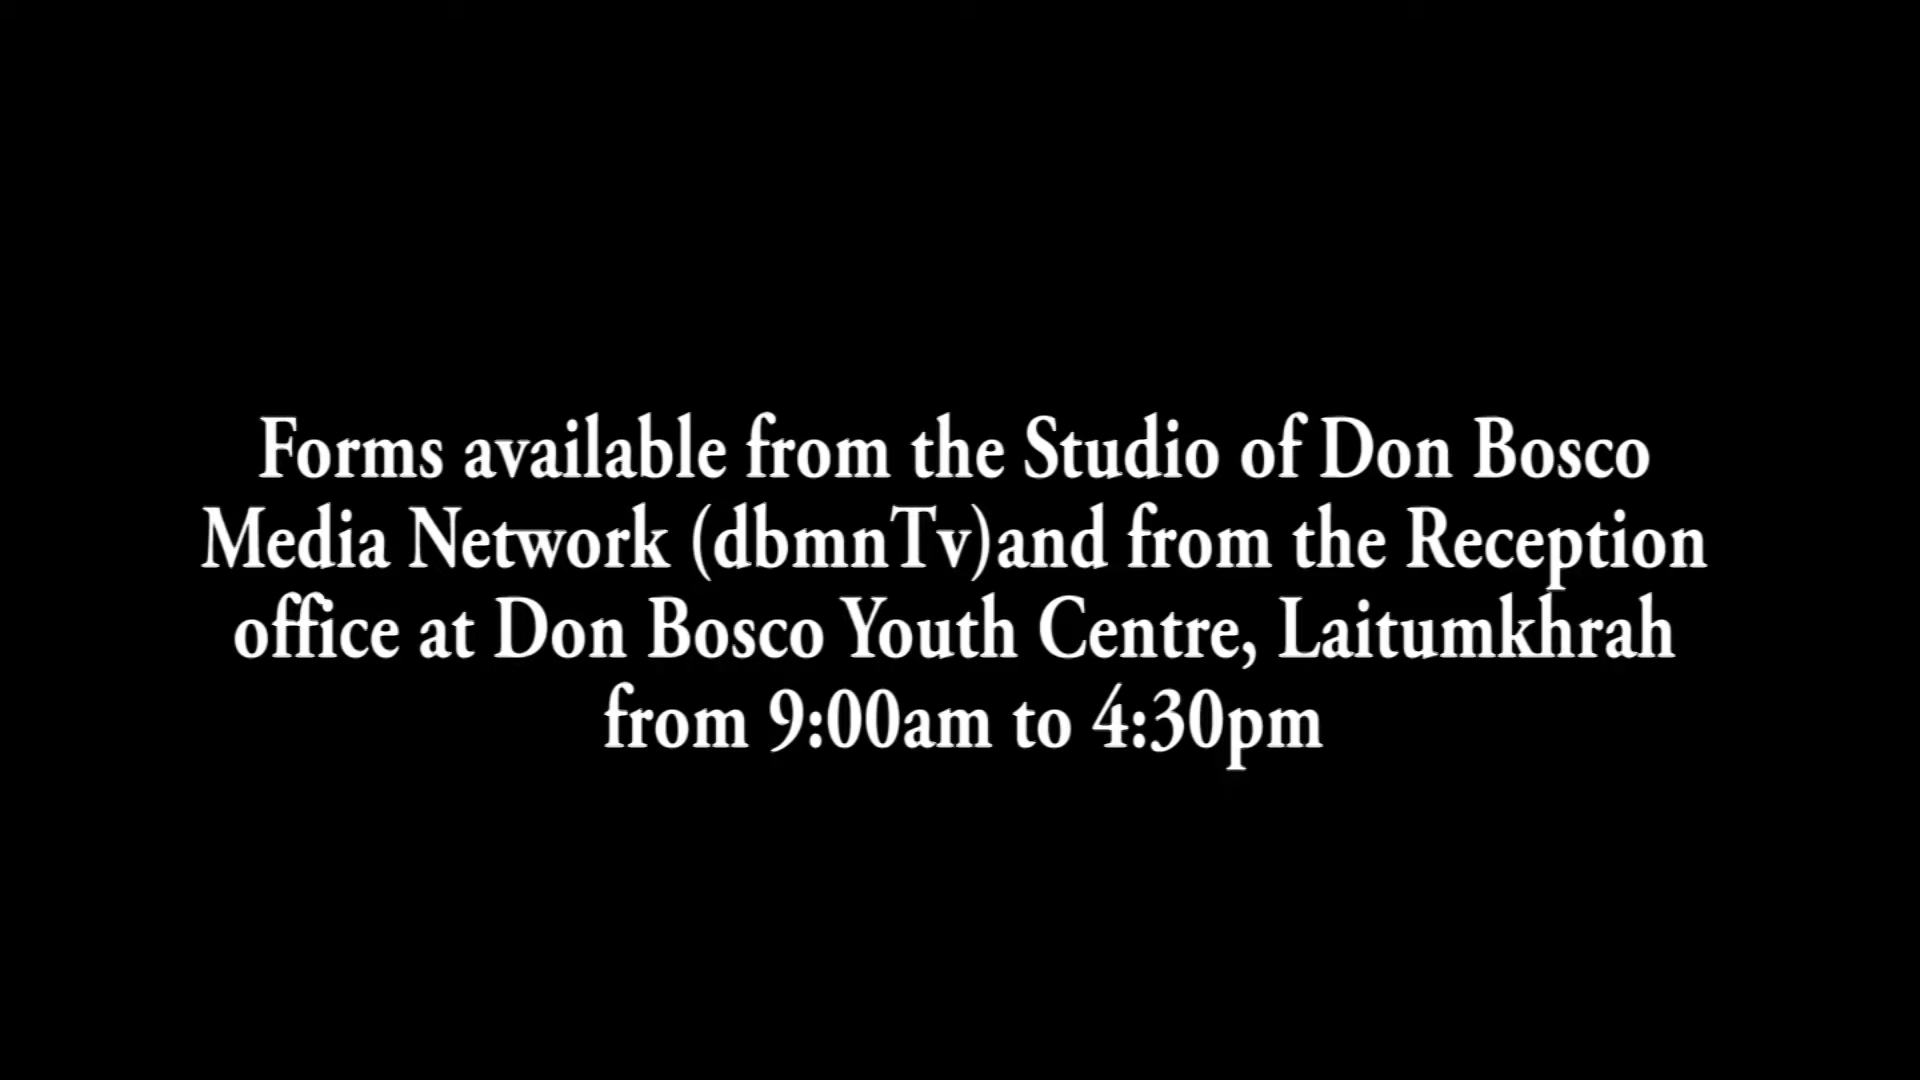 Forms available from the Studio of Don Bosco
Media Network (dbmnTv)and from the Reception
office at Don Bosco Youth Centre, Laitumkhrah
from 9:00am to 4:30pm